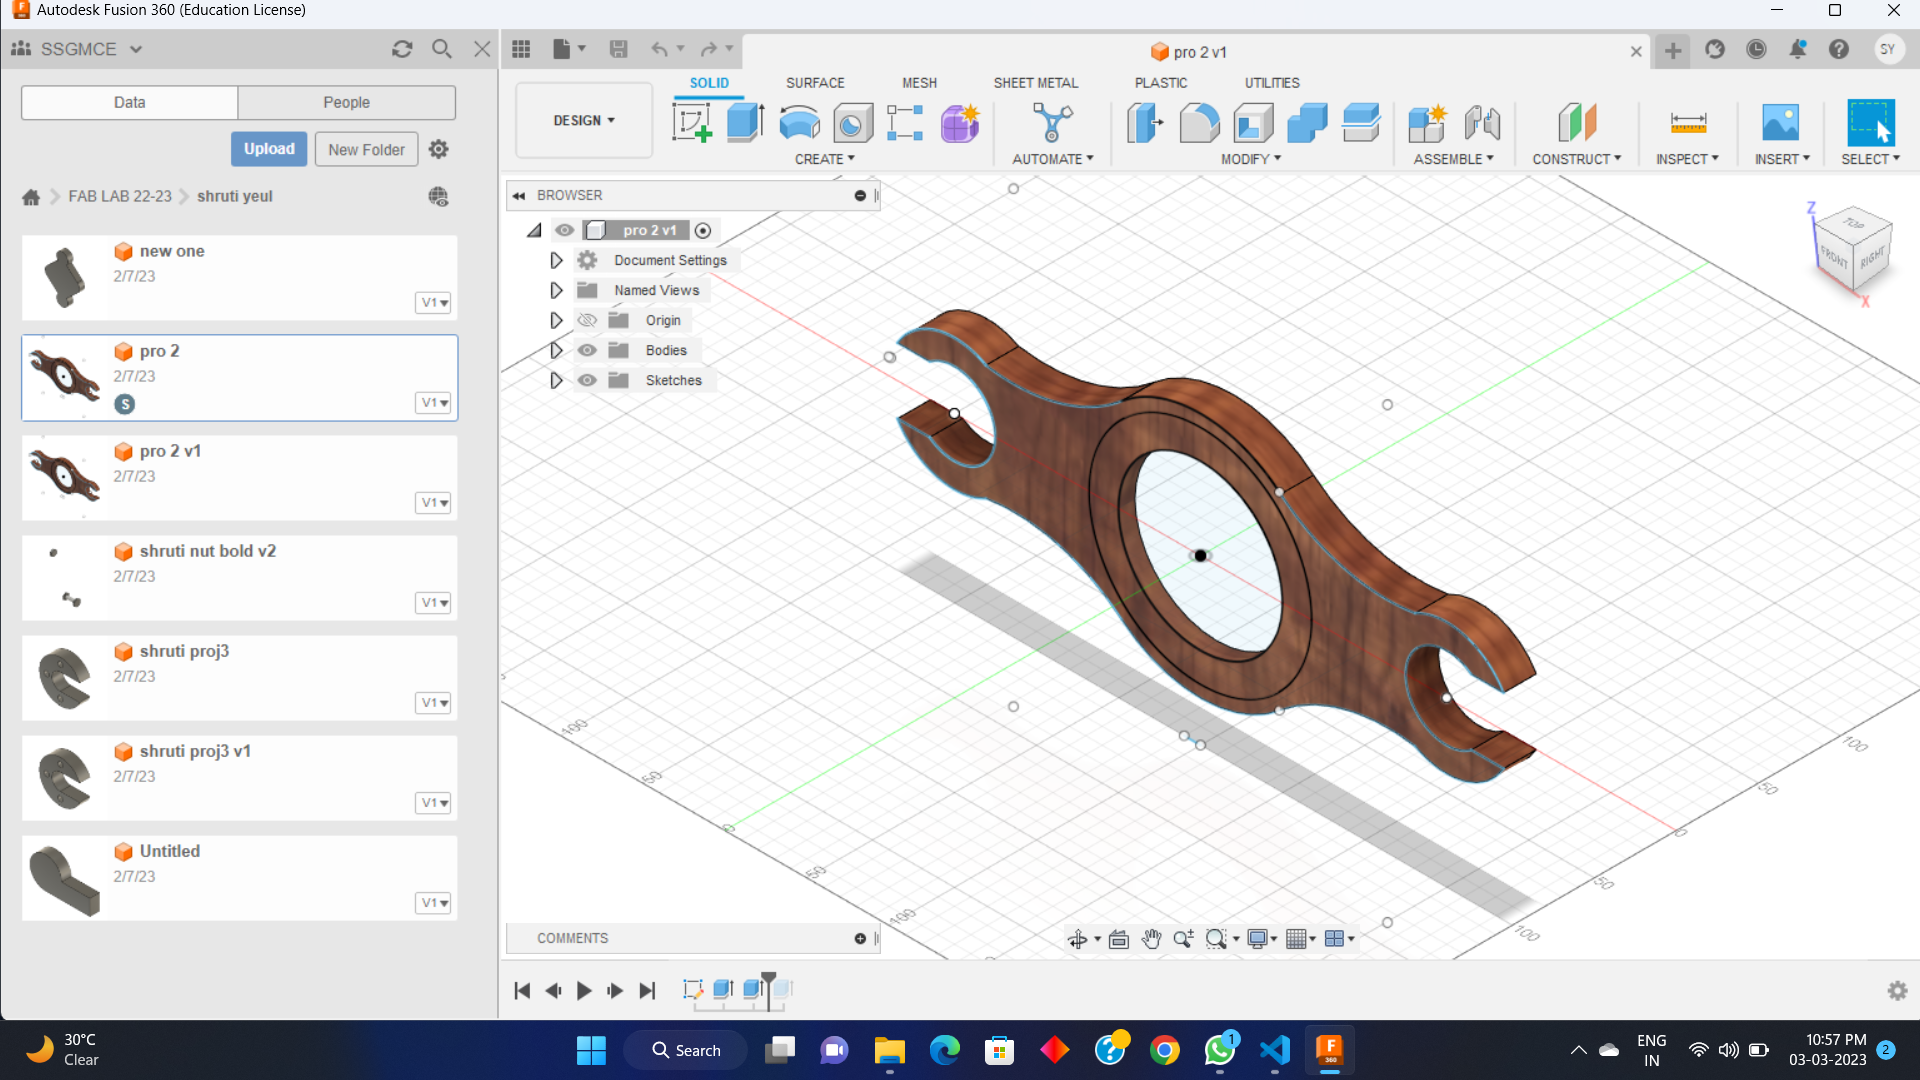 Autodesk Fusion 360 (Education License)
SSGMCE
pro 2 v1
SY
Data
People
Upload
New Folder
FAB LAB 22-23
shruti yeul
new one
2/7/23
V1
pro 2
2/7/23
S
V1
pro 2 v1
2/7/23
V1
shruti nut bold v2
2/7/23
V1
shruti proj3
2/7/23
V1
shruti proj3 v1
2/7/23
V1
Untitled
2/7/23
V1
DESIGN
SOLID
SURFACE
MESH
SHEET METAL
PLASTIC
UTILITIES
CREATE
AUTOMATE
MODIFY
ASSEMBLE
CONSTRUCT
INSPECT
INSERT
SELECT
BROWSER
pro 2 v1
Document Settings
Named Views
Origin
Bodies
Sketches
Z
TOP
FRONT
RIGHT
X
100
50
0
50
100
100
50
0
50
100
COMMENTS
30°C
Clear
Search
1
F
360
ENG
IN
10:57 PM
03-03-2023
2